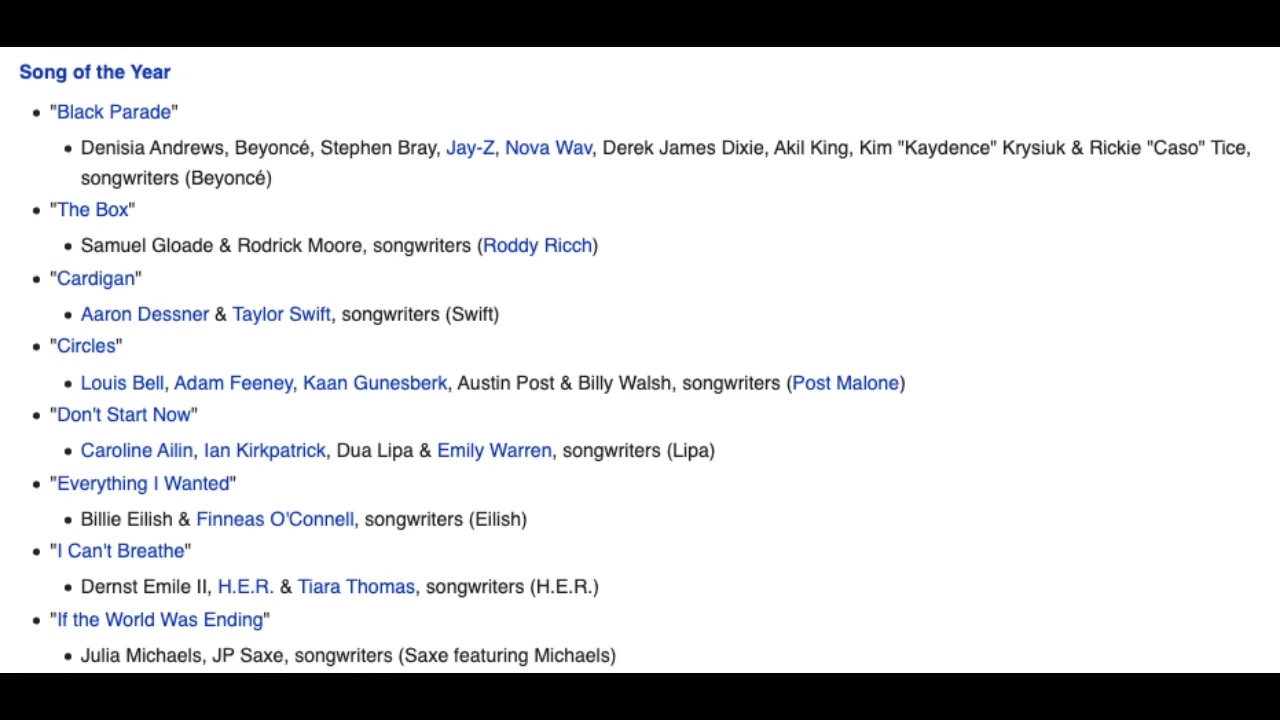 Song of the Year
"Black Parade"
Denisia Andrews, Beyoncé, Stephen Bray, Jay-Z, Nova Wav, Derek James Dixie, Akil King, Kim "Kaydence" Krysiuk & Rickie "Caso" Tice,
songwriters (Beyoncé)
"The Box"
Samuel Gloade & Rodrick Moore, songwriters (Roddy Ricch)
"Cardigan"
Aaron Dessner & Taylor Swift, songwriters (Swift)
"Circles"
Louis Bell, Adam Feeney, Kaan Gunesberk, Austin Post & Billy Walsh, songwriters (Post Malone)
"Don't Start Now"
Caroline Ailin, Ian Kirkpatrick, Dua Lipa & Emily Warren, songwriters (Lipa)
"Everything I Wanted"
Billie Eilish & Finneas O'Connell, songwriters (Eilish)
"I Can't Breathe"
Dernst Emile II, H.E.R. & Tiara Thomas, songwriters (H.E.R.)
"If the World Was Ending"
Julia Michaels, JP Saxe, songwriters (Saxe featuring Michaels)